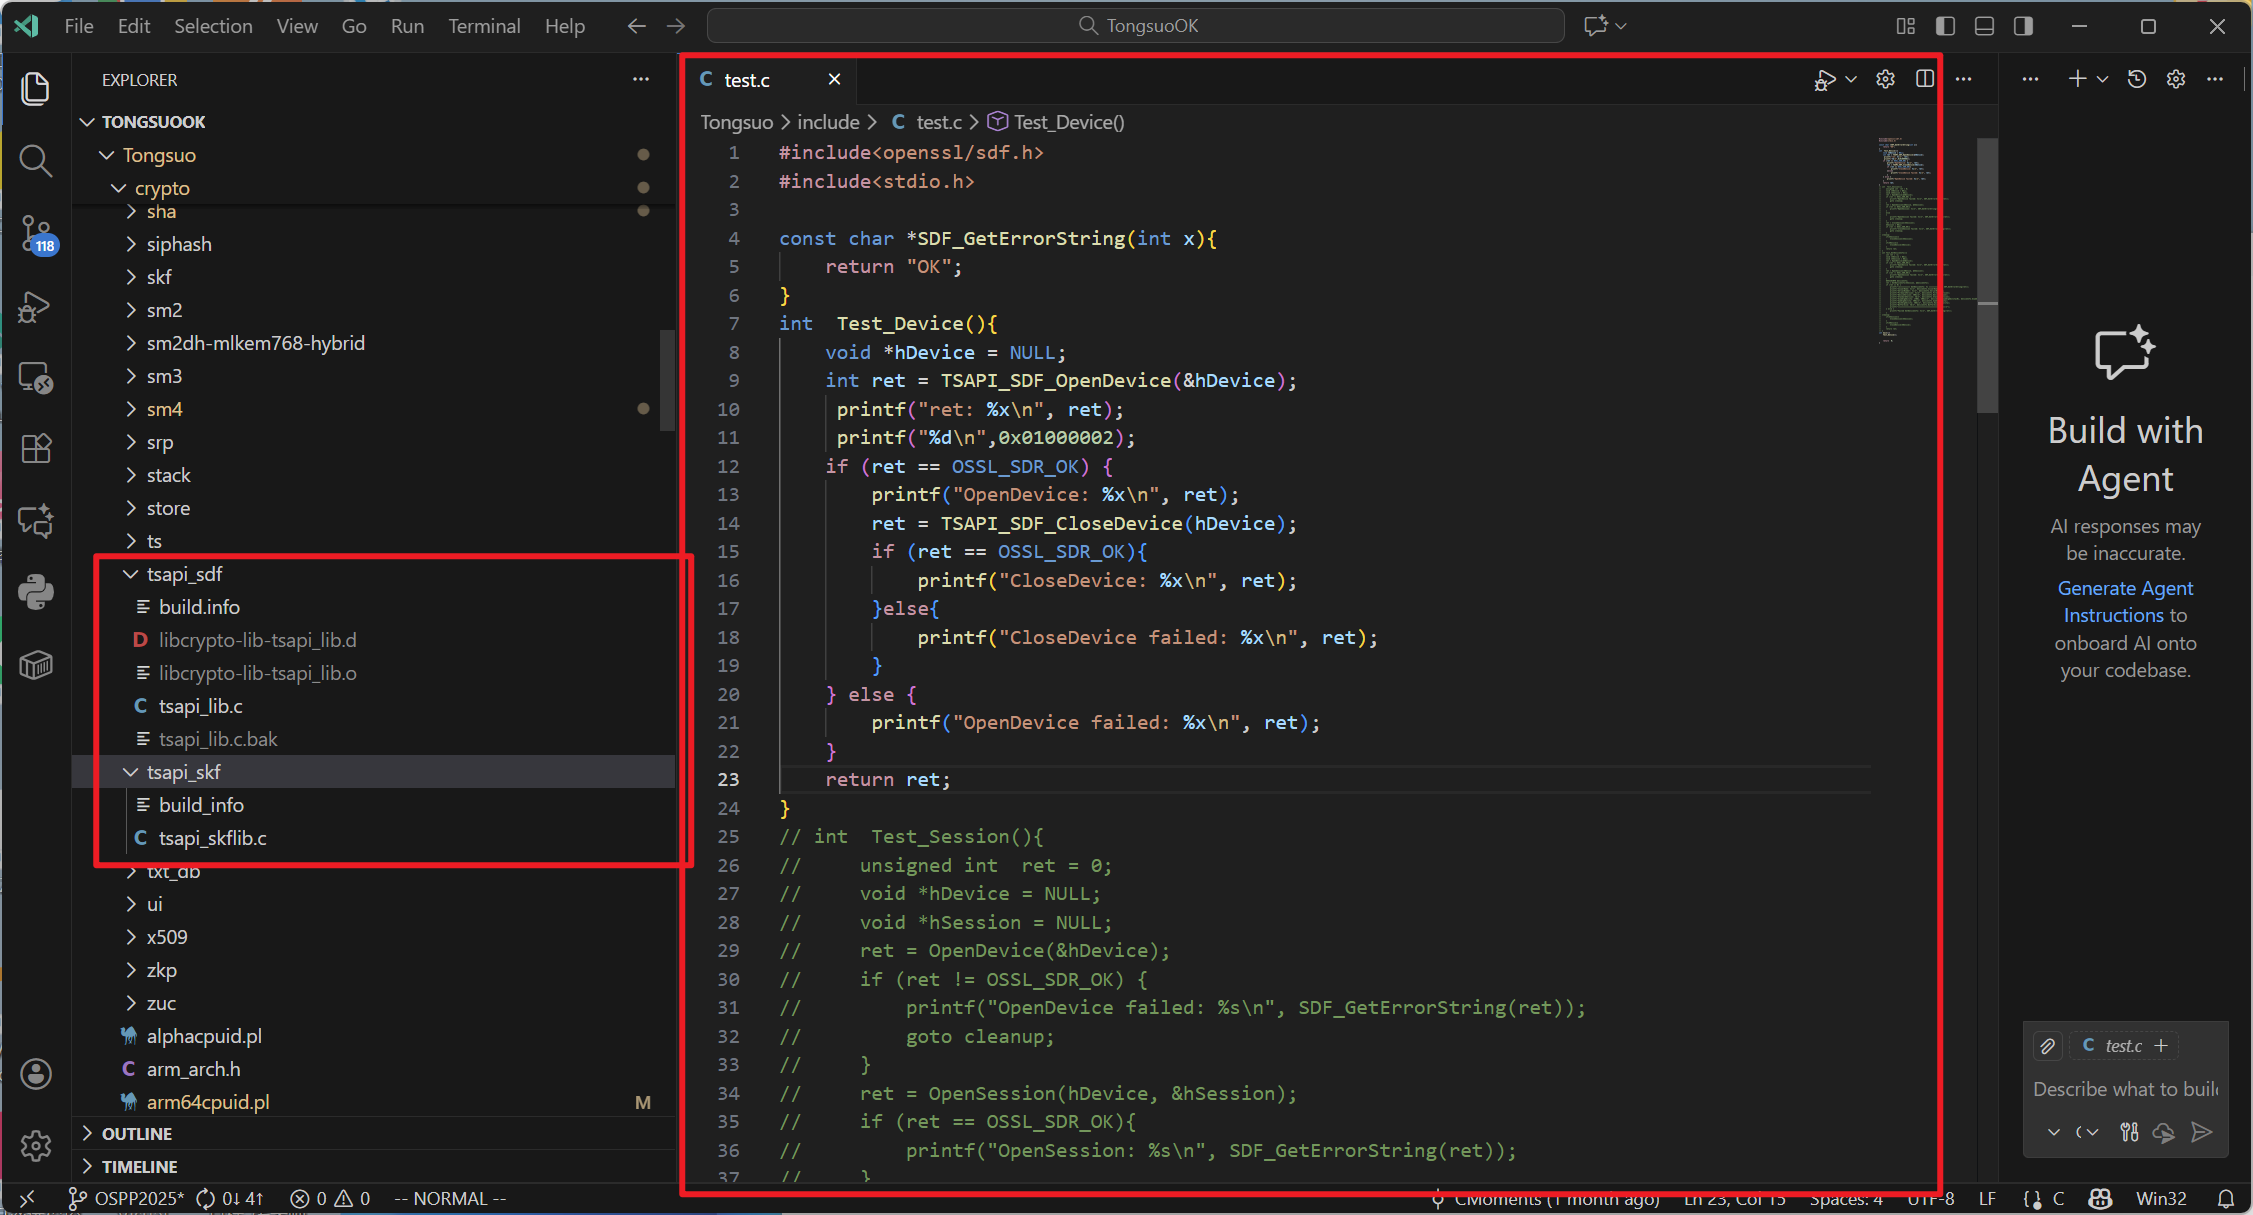 File Edit Selection View Go Run Terminal Help
TongsuoOK
EXPLORER
TONGSUOOK
Tongsuo
crypto
sha
siphash
skf
sm2
sm2dh-mlkem768-hybrid
sm3
sm4
srp
stack
store
ts
tsapi_sdf
build.info
D libcrypto-lib-tsapi_lib.d
libcrypto-lib-tsapi_lib.o
C tsapi_lib.c
tsapi_lib.c.bak
tsapi_skf
build_info
C tsapi_skflib.c
txt_db
ui
x509
zkp
zuc
alphacpuid.pl
C arm_arch.h
arm64cpuid.pl M
OUTLINE
TIMELINE
118
C test.c
Tongsuo > include > C test.c > Test_Device()
1 #include<openssl/sdf.h>
2 #include<stdio.h>
3
4 const char *SDF_GetErrorString(int x){
5 return "OK";
6 }
7 int  Test_Device(){
8 void *hDevice = NULL;
9 int ret = TSAPI_SDF_OpenDevice(&hDevice);
10 printf("ret: %x\n", ret);
11 printf("%d\n",0x01000002);
12 if (ret == OSSL_SDR_OK) {
13 printf("OpenDevice: %x\n", ret);
14 ret = TSAPI_SDF_CloseDevice(hDevice);
15 if (ret == OSSL_SDR_OK){
16 printf("CloseDevice: %x\n", ret);
17 }else{
18 printf("CloseDevice failed: %x\n", ret);
19 }
20 } else {
21 printf("OpenDevice failed: %x\n", ret);
22 }
23 return ret;
24 }
25 // int  Test_Session(){
26 //     unsigned int  ret = 0;
27 //     void *hDevice = NULL;
28 //     void *hSession = NULL;
29 //     ret = OpenDevice(&hDevice);
30 //     if (ret != OSSL_SDR_OK) {
31 //         printf("OpenDevice failed: %s\n", SDF_GetErrorString(ret));
32 //         goto cleanup;
33 //     }
34 //     ret = OpenSession(hDevice, &hSession);
35 //     if (ret == OSSL_SDR_OK){
36 //         printf("OpenSession: %s\n", SDF_GetErrorString(ret));
37 //     }
Build with
Agent
AI responses may
be inaccurate.
Generate Agent
Instructions to
onboard AI onto
your codebase.
C test.c +
Describe what to build
OSPP2025* 0↓ 4↑ 0 0 -- NORMAL -- CMoments (1 month ago) Ln 23, Col 15 Spaces: 4 UTF-8 LF C Win32